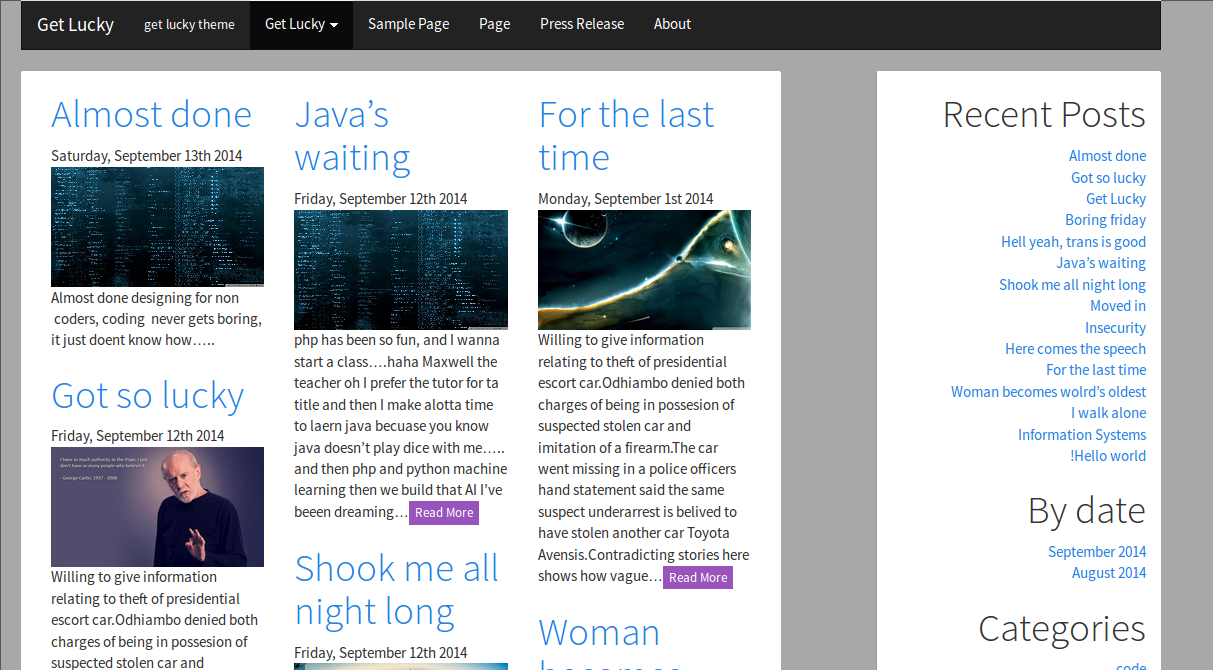 Get Lucky
get lucky theme
Get Lucky
Sample Page
Page
Press Release
About
Almost done
Saturday, September 13th 2014
Almost done designing for non
coders, coding never gets boring,
it just doent know how…..
Got so lucky
Friday, September 12th 2014
I have as much authority as the Pope, I just
don't have as many people who believe it.
- George Carlin, 1937 - 2008
Willing to give information
relating to theft of presidential
escort car.Odhiambo denied both
charges of being in possesion of
suspected stolen car and
Java’s
waiting
Friday, September 12th 2014
php has been so fun, and I wanna
start a class….haha Maxwell the
teacher oh I prefer the tutor for ta
title and then I make alotta time
to laern java becuase you know
java doesn’t play dice with me…..
and then php and python machine
learning then we build that AI I’ve
beeen dreaming… Read More
Shook me all
night long
Friday, September 12th 2014
For the last
time
Monday, September 1st 2014
Willing to give information
relating to theft of presidential
escort car.Odhiambo denied both
charges of being in possesion of
suspected stolen car and
imitation of a firearm.The car
went missing in a police officers
hand statement said the same
suspect underarrest is belived to
have stolen another car Toyota
Avensis.Contradicting stories here
shows how vague… Read More
Woman
becomes
Recent Posts
Almost done
Got so lucky
Get Lucky
Boring friday
Hell yeah, trans is good
Java’s waiting
Shook me all night long
Moved in
Insecurity
Here comes the speech
For the last time
Woman becomes wolrd’s oldest
I walk alone
Information Systems
!Hello world
By date
September 2014
August 2014
Categories
code